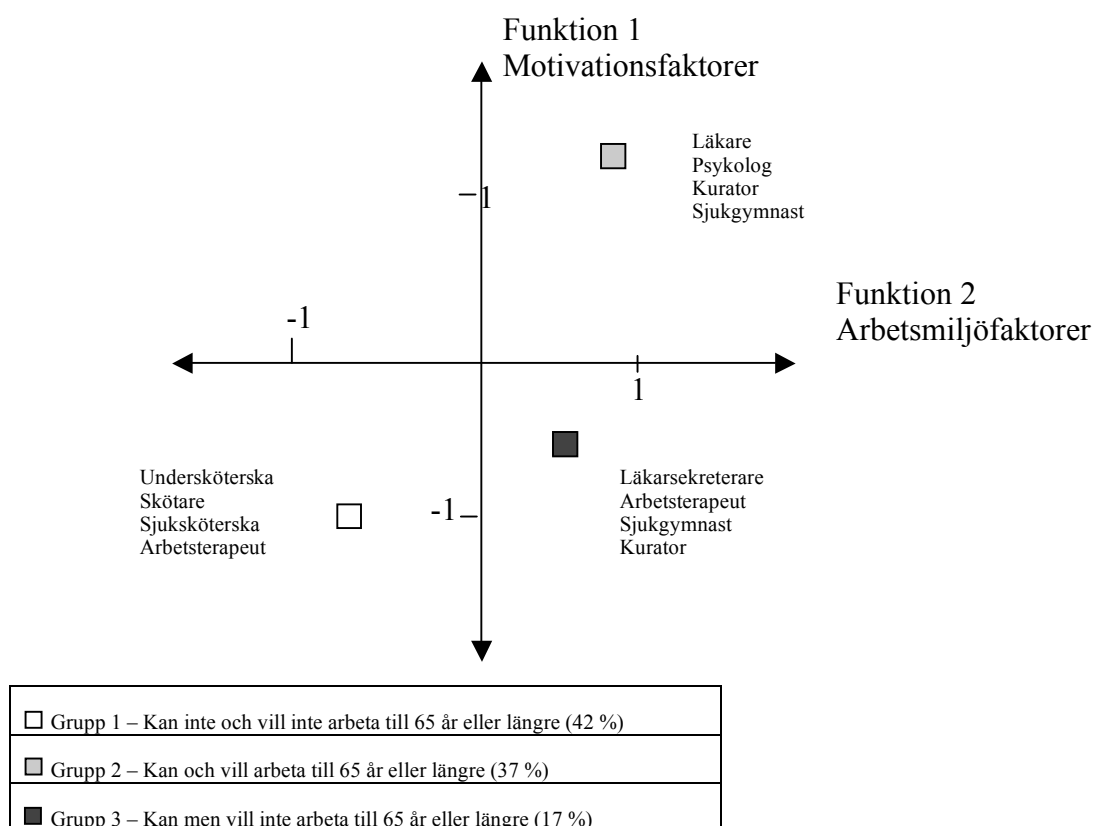 Funktion 1
Motivationsfaktorer
Läkare
Psykolog
Kurator
Sjukgymnast
1
Funktion 2
Arbetsmiljöfaktorer
-1
1
Undersköterska
Skötare
Sjuksköterska
Arbetsterapeut
-1
Läkarsekreterare
Arbetsterapeut
Sjukgymnast
Kurator
Grupp 1 – Kan inte och vill inte arbeta till 65 år eller längre (42 %)
Grupp 2 – Kan och vill arbeta till 65 år eller längre (37 %)
Grupp 3 – Kan men vill inte arbeta till 65 år eller längre (17 %)